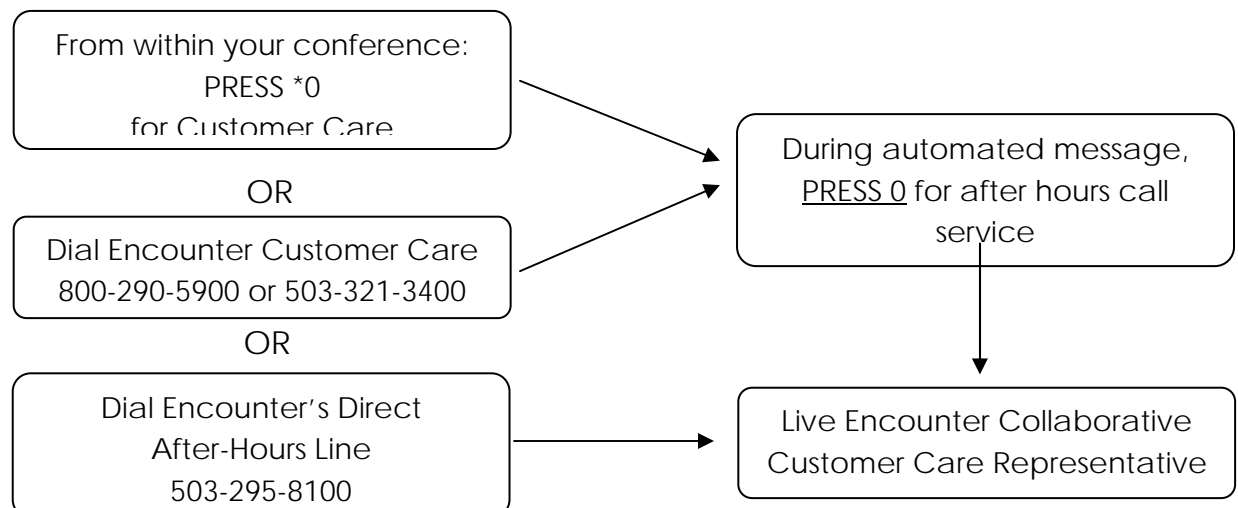 From within your conference:
PRESS *0
for Customer Care
OR
Dial Encounter Customer Care
800-290-5900 or 503-321-3400
OR
Dial Encounter’s Direct
After-Hours Line
503-295-8100
During automated message,
PRESS 0 for after hours call
service
Live Encounter Collaborative
Customer Care Representative